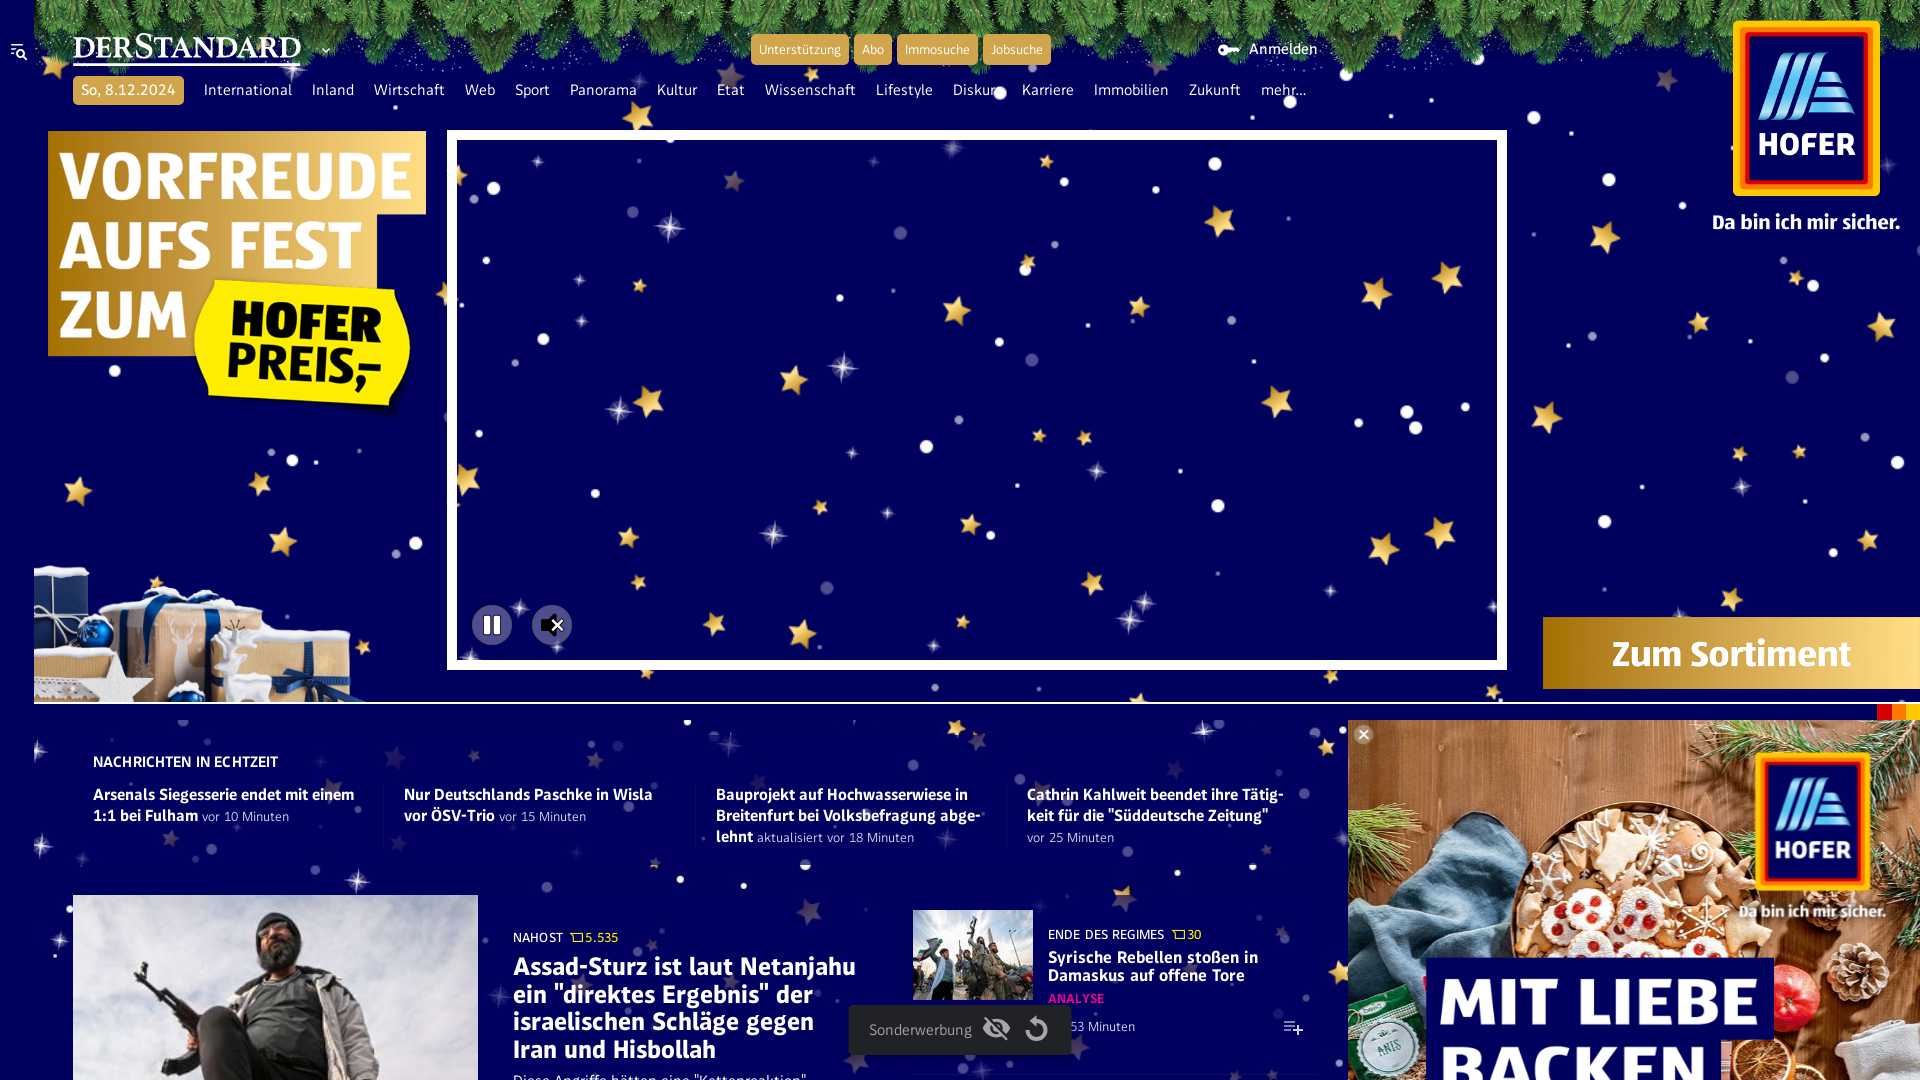 DERSTANDARD
Unterstützung
Abo
Immosuche
Jobsuche
Anmelden
So, 8.12.2024
International
Inland
Wirtschaft
Web
Sport
Panorama
Kultur
Etat
Wissenschaft
Lifestyle
Diskurs
Karriere
Immobilien
Zukunft
mehr…
HOFER
Da bin ich mir sicher.
VORFREUDE
AUFS FEST
ZUM
HOFER
PREIS,–
Zum Sortiment
NACHRICHTEN IN ECHTZEIT
Arsenals Siegesserie endet mit einem
1:1 bei Fulham vor 10 Minuten
Nur Deutschlands Paschke in Wisla
vor ÖSV-Trio vor 15 Minuten
Bauprojekt auf Hochwasserwiese in
Breitenfurt bei Volksbefragung abge-
lehnt aktualisiert vor 18 Minuten
Cathrin Kahlweit beendet ihre Tätig-
keit für die "Süddeutsche Zeitung"
vor 25 Minuten
NAHOST 5.535
Assad-Sturz ist laut Netanjahu
ein "direktes Ergebnis" der
israelischen Schläge gegen
Iran und Hisbollah
Diese Angriffe hätten eine "Kettenreaktion"
ENDE DES REGIMES 30
Syrische Rebellen stoßen in
Damaskus auf offene Tore
ANALYSE
53 Minuten
Sonderwerbung
HOFER
Da bin ich mir sicher.
MIT LIEBE
BACKEN
ANIS